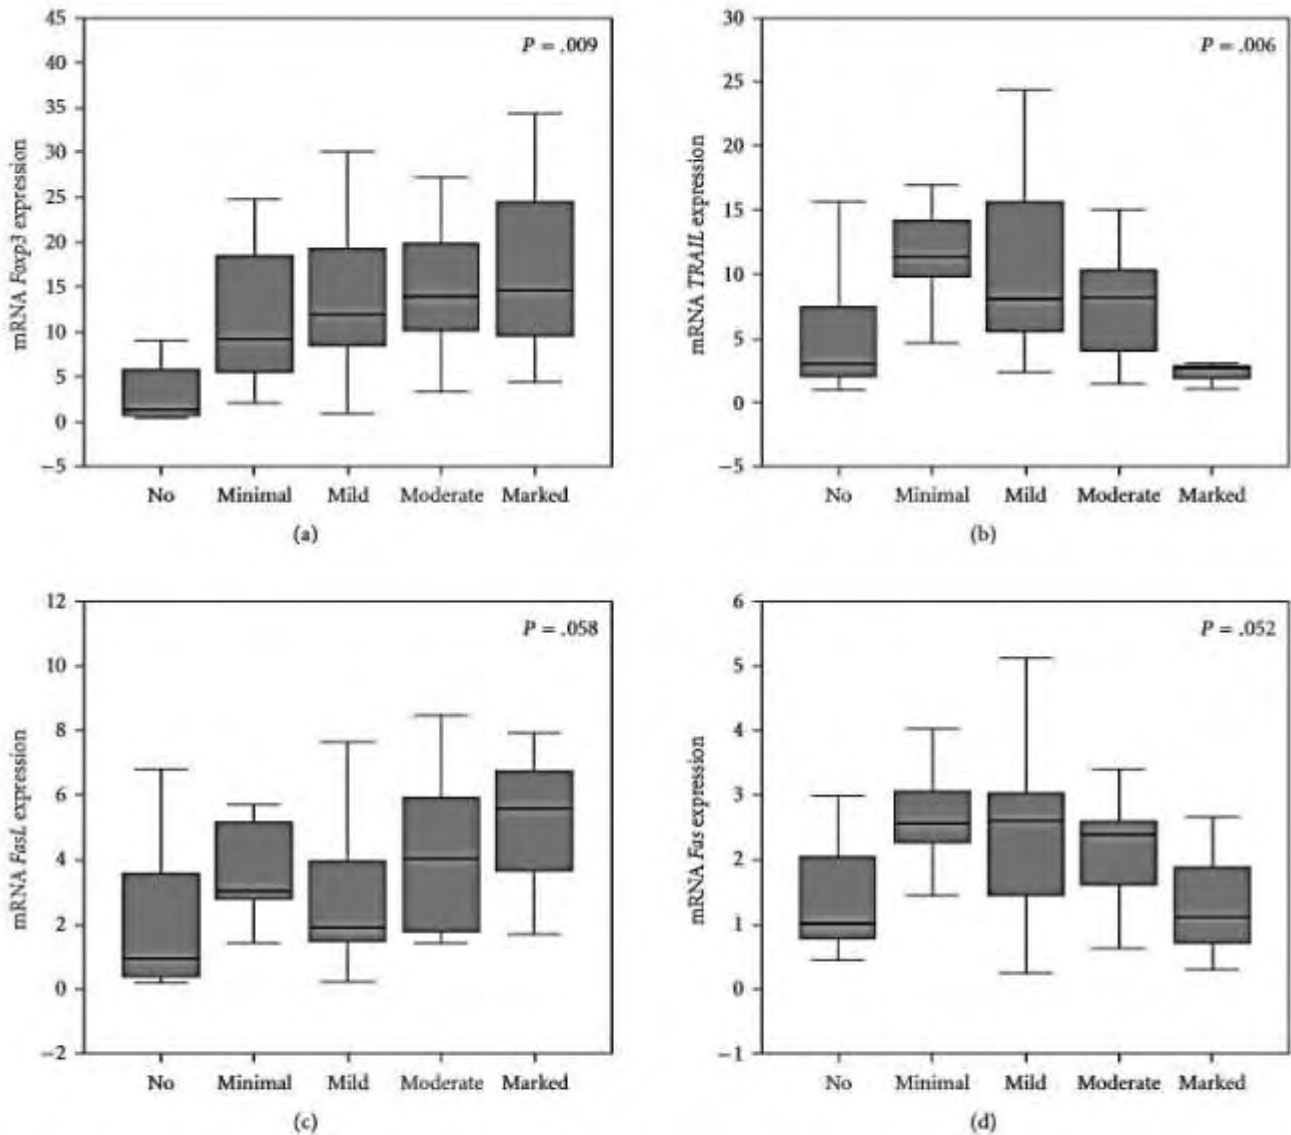 45
40
35
30
25
20
15
10
5
0
−5
mRNA Foxp3 expression
P = .009
No Minimal Mild Moderate Marked
(a)
30
25
20
15
10
5
0
−5
mRNA TRAIL expression
P = .006
No Minimal Mild Moderate Marked
(b)
12
10
8
6
4
2
0
−2
mRNA FasL expression
P = .058
No Minimal Mild Moderate Marked
(c)
6
5
4
3
2
1
0
−1
mRNA Fas expression
P = .052
No Minimal Mild Moderate Marked
(d)